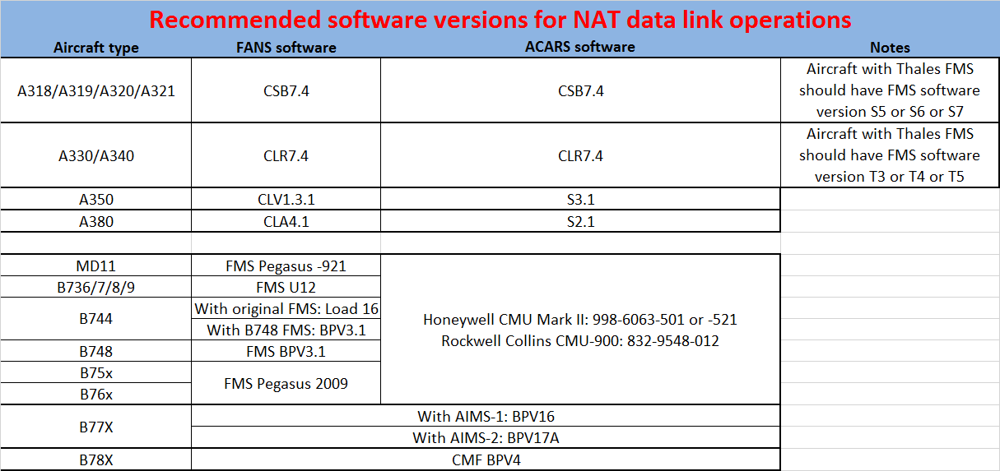 Recommended software versions for NAT data link operations
Aircraft type FANS software ACARS software Notes
A318/A319/A320/A321 CSB7.4 CSB7.4 Aircraft with Thales FMS
should have FMS software
version S5 or S6 or S7
A330/A340 CLR7.4 CLR7.4 Aircraft with Thales FMS
should have FMS software
version T3 or T4 or T5
A350 CLV1.3.1 S3.1
A380 CLA4.1 S2.1
MD11 FMS Pegasus -921
B736/7/8/9 FMS U12
B744 With original FMS: Load 16
With B748 FMS: BPV3.1
Honeywell CMU Mark II: 998-6063-501 or -521
Rockwell Collins CMU-900: 832-9548-012
B748 FMS BPV3.1
B75x FMS Pegasus 2009
B76x
B77X With AIMS-1: BPV16
With AIMS-2: BPV17A
B78X CMF BPV4